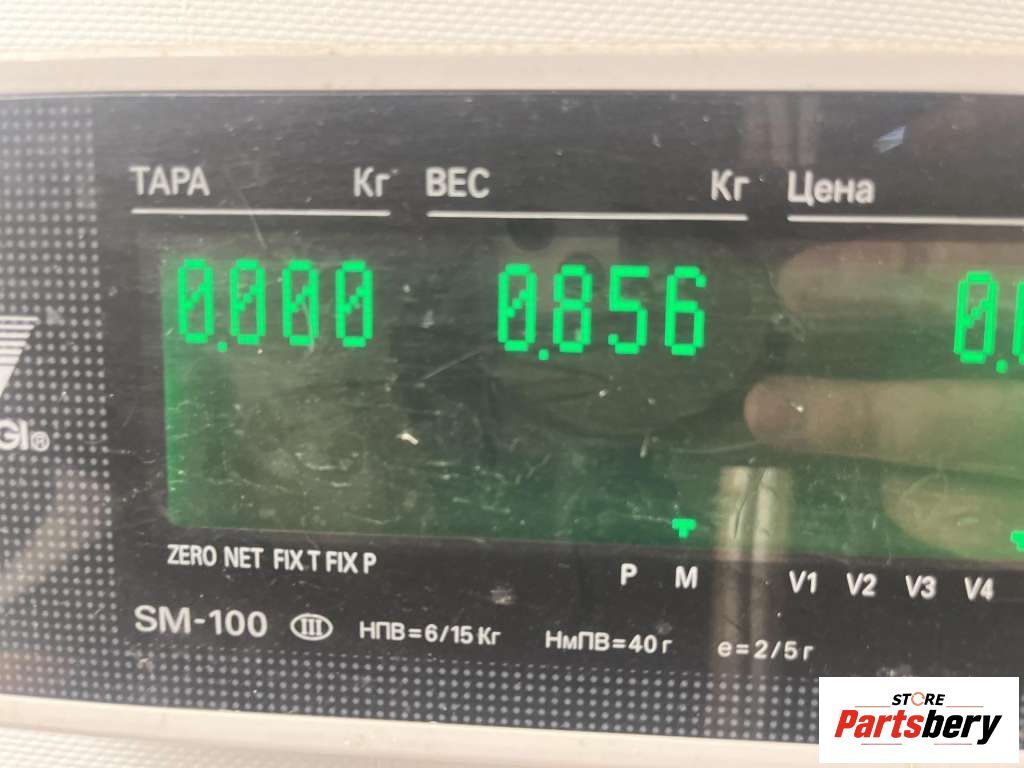 ТАРА Кг ВЕС Кг Цена
0.000 0.856
GI®
ZERO NET FIX T FIX P P M V1 V2 V3 V4
SM-100 III НПВ=6/15 Кг НмПВ=40 г e=2/5 г
STORE
Partsbery